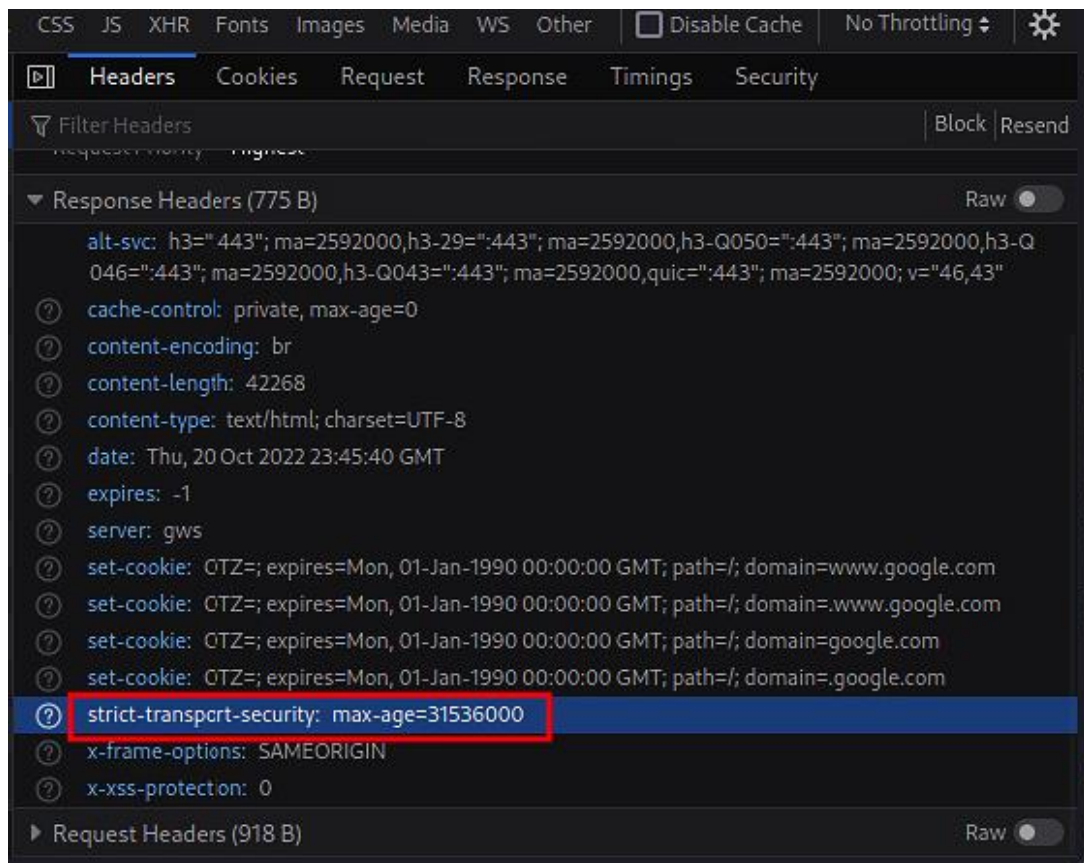 CSS JS XHR Fonts Images Media WS Other Disable Cache No Throttling
Headers Cookies Request Response Timings Security
Filter Headers Block Resend
Request Priority Highest
Response Headers (775 B) Raw
alt-svc: h3=":443"; ma=2592000,h3-29=":443"; ma=2592000,h3-Q050=":443"; ma=2592000,h3-Q
046=":443"; ma=2592000,h3-Q043=":443"; ma=2592000,quic=":443"; ma=2592000; v="46,43"
cache-control: private, max-age=0
content-encoding: br
content-length: 42268
content-type: text/html; charset=UTF-8
date: Thu, 20 Oct 2022 23:45:40 GMT
expires: -1
server: gws
set-cookie: OTZ=; expires=Mon, 01-Jan-1990 00:00:00 GMT; path=/; domain=www.google.com
set-cookie: OTZ=; expires=Mon, 01-Jan-1990 00:00:00 GMT; path=/; domain=.www.google.com
set-cookie: OTZ=; expires=Mon, 01-Jan-1990 00:00:00 GMT; path=/; domain=google.com
set-cookie: OTZ=; expires=Mon, 01-Jan-1990 00:00:00 GMT; path=/; domain=.google.com
strict-transport-security: max-age=31536000
x-frame-options: SAMEORIGIN
x-xss-protection: 0
Request Headers (918 B) Raw